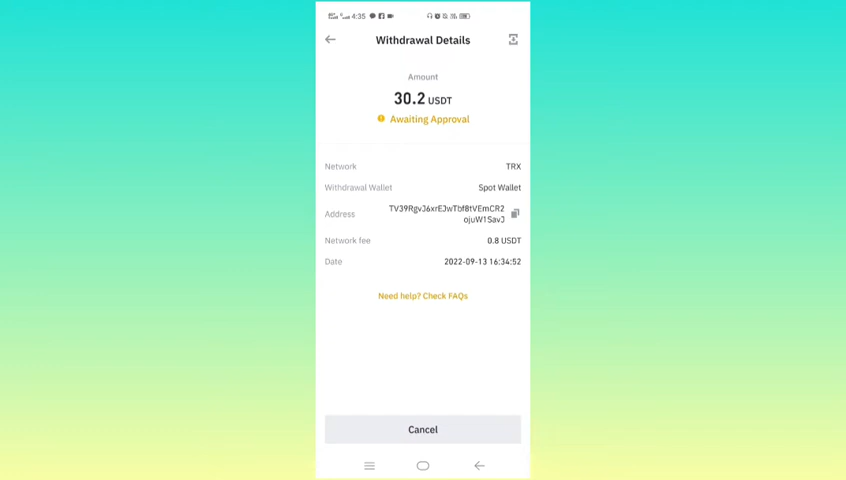 4:35
Withdrawal Details
Amount
30.2 USDT
Awaiting Approval
Network TRX
Withdrawal Wallet Spot Wallet
Address TV39RgvJ6xrEJwTbf8tVEmCR2
ojuW1SavJ
Network fee 0.8 USDT
Date 2022-09-13 16:34:52
Need help? Check FAQs
Cancel